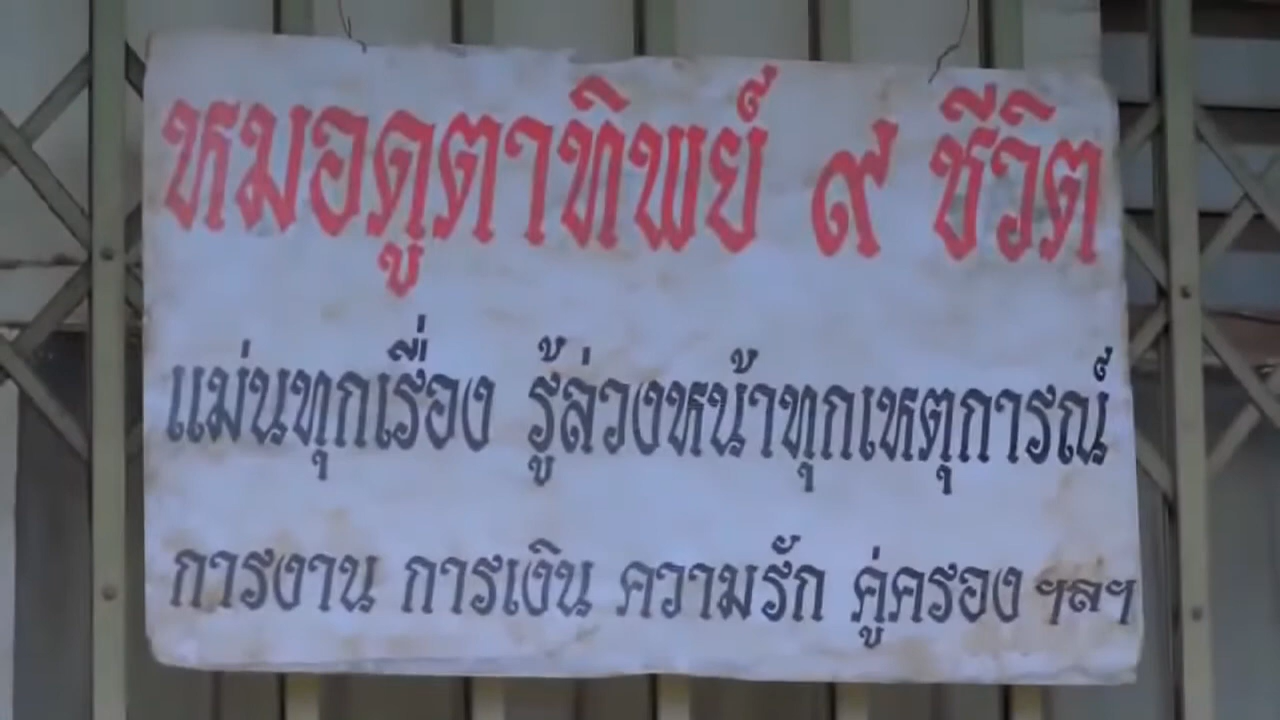 หมอดูตาทิพย์ ๙ ชีวิต
แม่นทุกเรื่อง รู้ล่วงหน้าทุกเหตุการณ์
การงาน การเงิน ความรัก คู่ครอง ฯลฯ